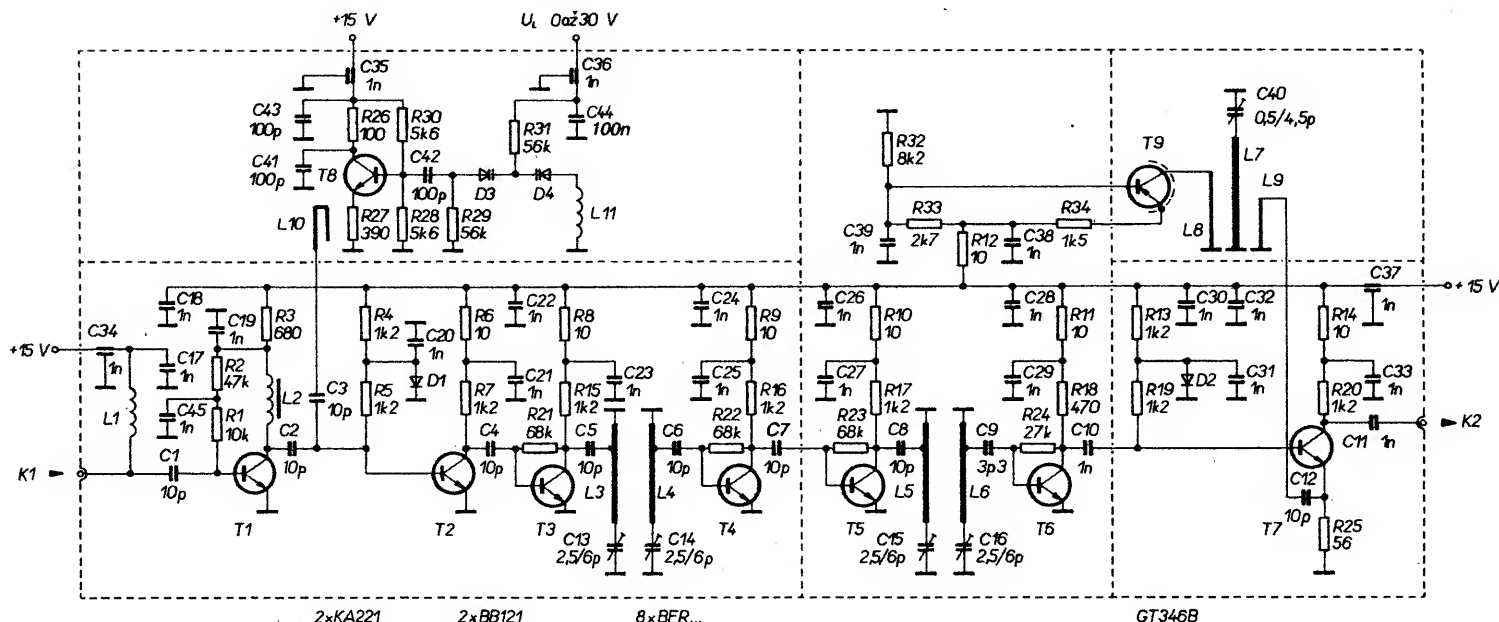 +15 V
U_L 0až30 V
C35
1n
C36
1n
C43
100p
R26
100
R30
5k6
R31
56k
C44
100n
C41
100p
T8
C42
100p
D3
D4
L10
R27
390
R28
5k6
R29
56k
L11
R32
8k2
T9
C40
0,5/4,5p
L7
L9
L8
C39
1n
R33
2k7
R12
10
C38
1n
R34
1k5
+15 V
C34
1n
C18
1n
C17
1n
L1
C45
1n
C19
1n
R2
47k
R1
10k
R3
680
L2
C3
10p
R4
1k2
C20
1n
R5
1k2
D1
R6
10
C22
1n
R8
10
R7
1k2
C21
1n
R15
1k2
C23
1n
C24
1n
R9
10
C25
1n
R16
1k2
C26
1n
R10
10
C27
1n
R17
1k2
C28
1n
R11
10
C29
1n
R18
470
R13
1k2
C30
1n
C32
1n
R19
1k2
D2
C31
1n
R14
10
C37
1n
+15 V
C33
1n
R20
1k2
K1
C1
10p
T1
C2
10p
T2
C4
10p
R21
68k
T3
C5
10p
L3
C13
2,5/6p
L4
C14
2,5/6p
C6
10p
R22
68k
T4
C7
10p
R23
68k
T5
C8
10p
L5
C15
2,5/6p
L6
C16
2,5/6p
C9
3p3
R24
27k
T6
C10
1n
C11
1n
K2
C12
10p
T7
R25
56
2xKA221
2xBB121
8xBFR...
GT346B